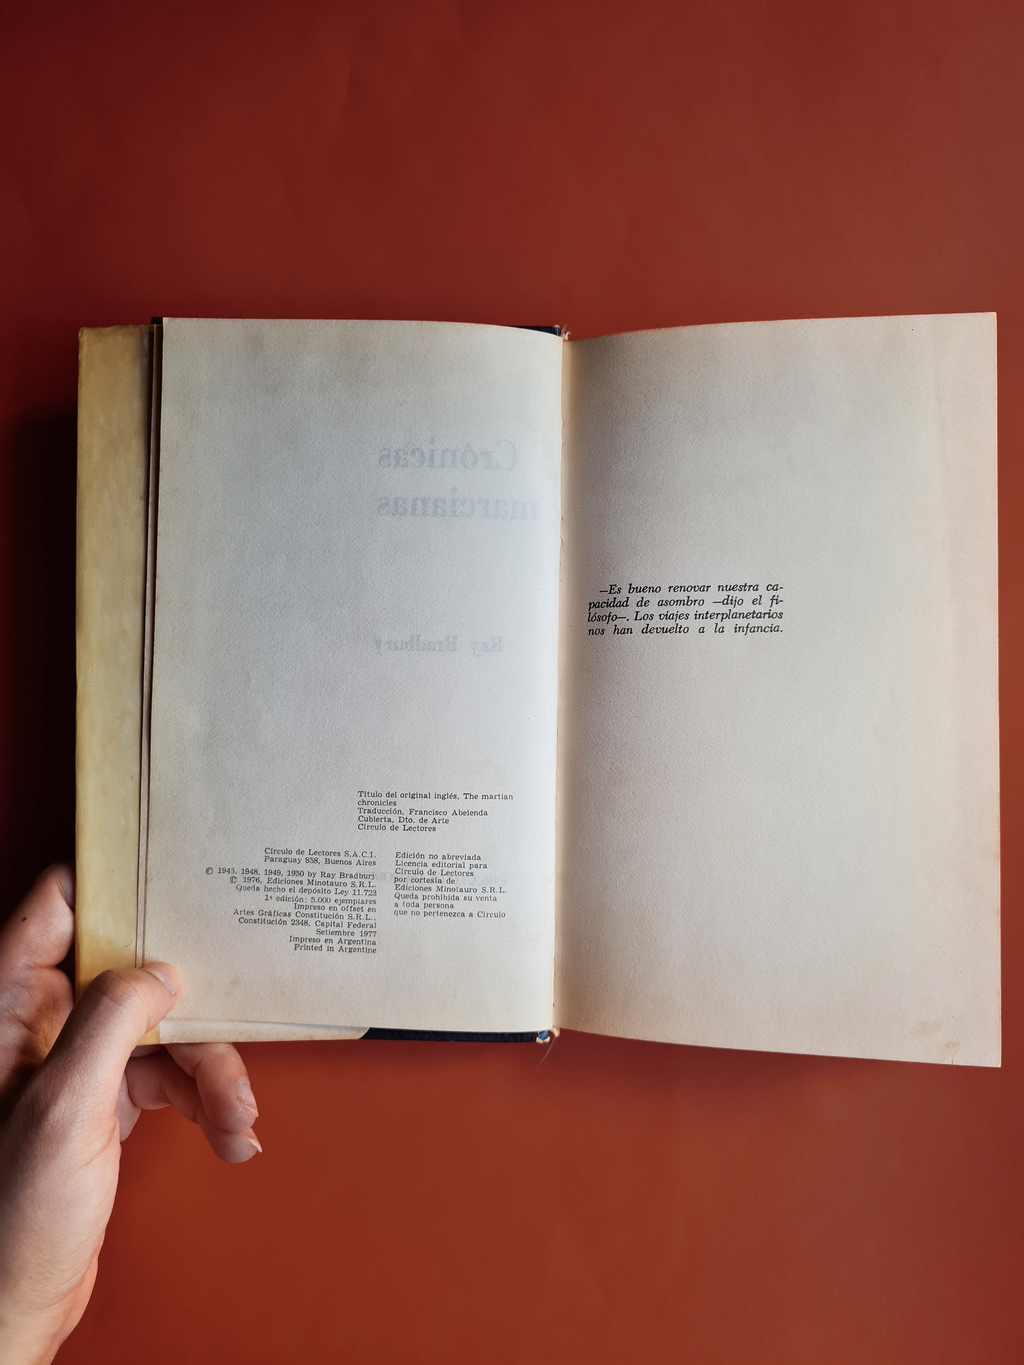 Crónicas
marcianas
Ray Bradbury
Título del original inglés, The martian
chronicles
Traducción, Francisco Abelenda
Cubierta, Dto. de Arte
Círculo de Lectores
Círculo de Lectores S.A.C.I.
Paraguay 858, Buenos Aires
© 1945, 1948, 1949, 1950 by Ray Bradbury
© 1976, Ediciones Minotauro S.R.L.
Queda hecho el depósito Ley 11.723
1ª edición: 5.000 ejemplares
Impreso en offset en
Artes Gráficas Constitución S.R.L.,
Constitución 2348, Capital Federal
Setiembre 1977
Impreso en Argentina
Printed in Argentine
Edición no abreviada
Licencia editorial para
Círculo de Lectores
por cortesía de
Ediciones Minotauro S.R.L.
Queda prohibida su venta
a toda persona
que no pertenezca a Círculo
—Es bueno renovar nuestra ca-
pacidad de asombro —dijo el fi-
lósofo—. Los viajes interplanetarios
nos han devuelto a la infancia.